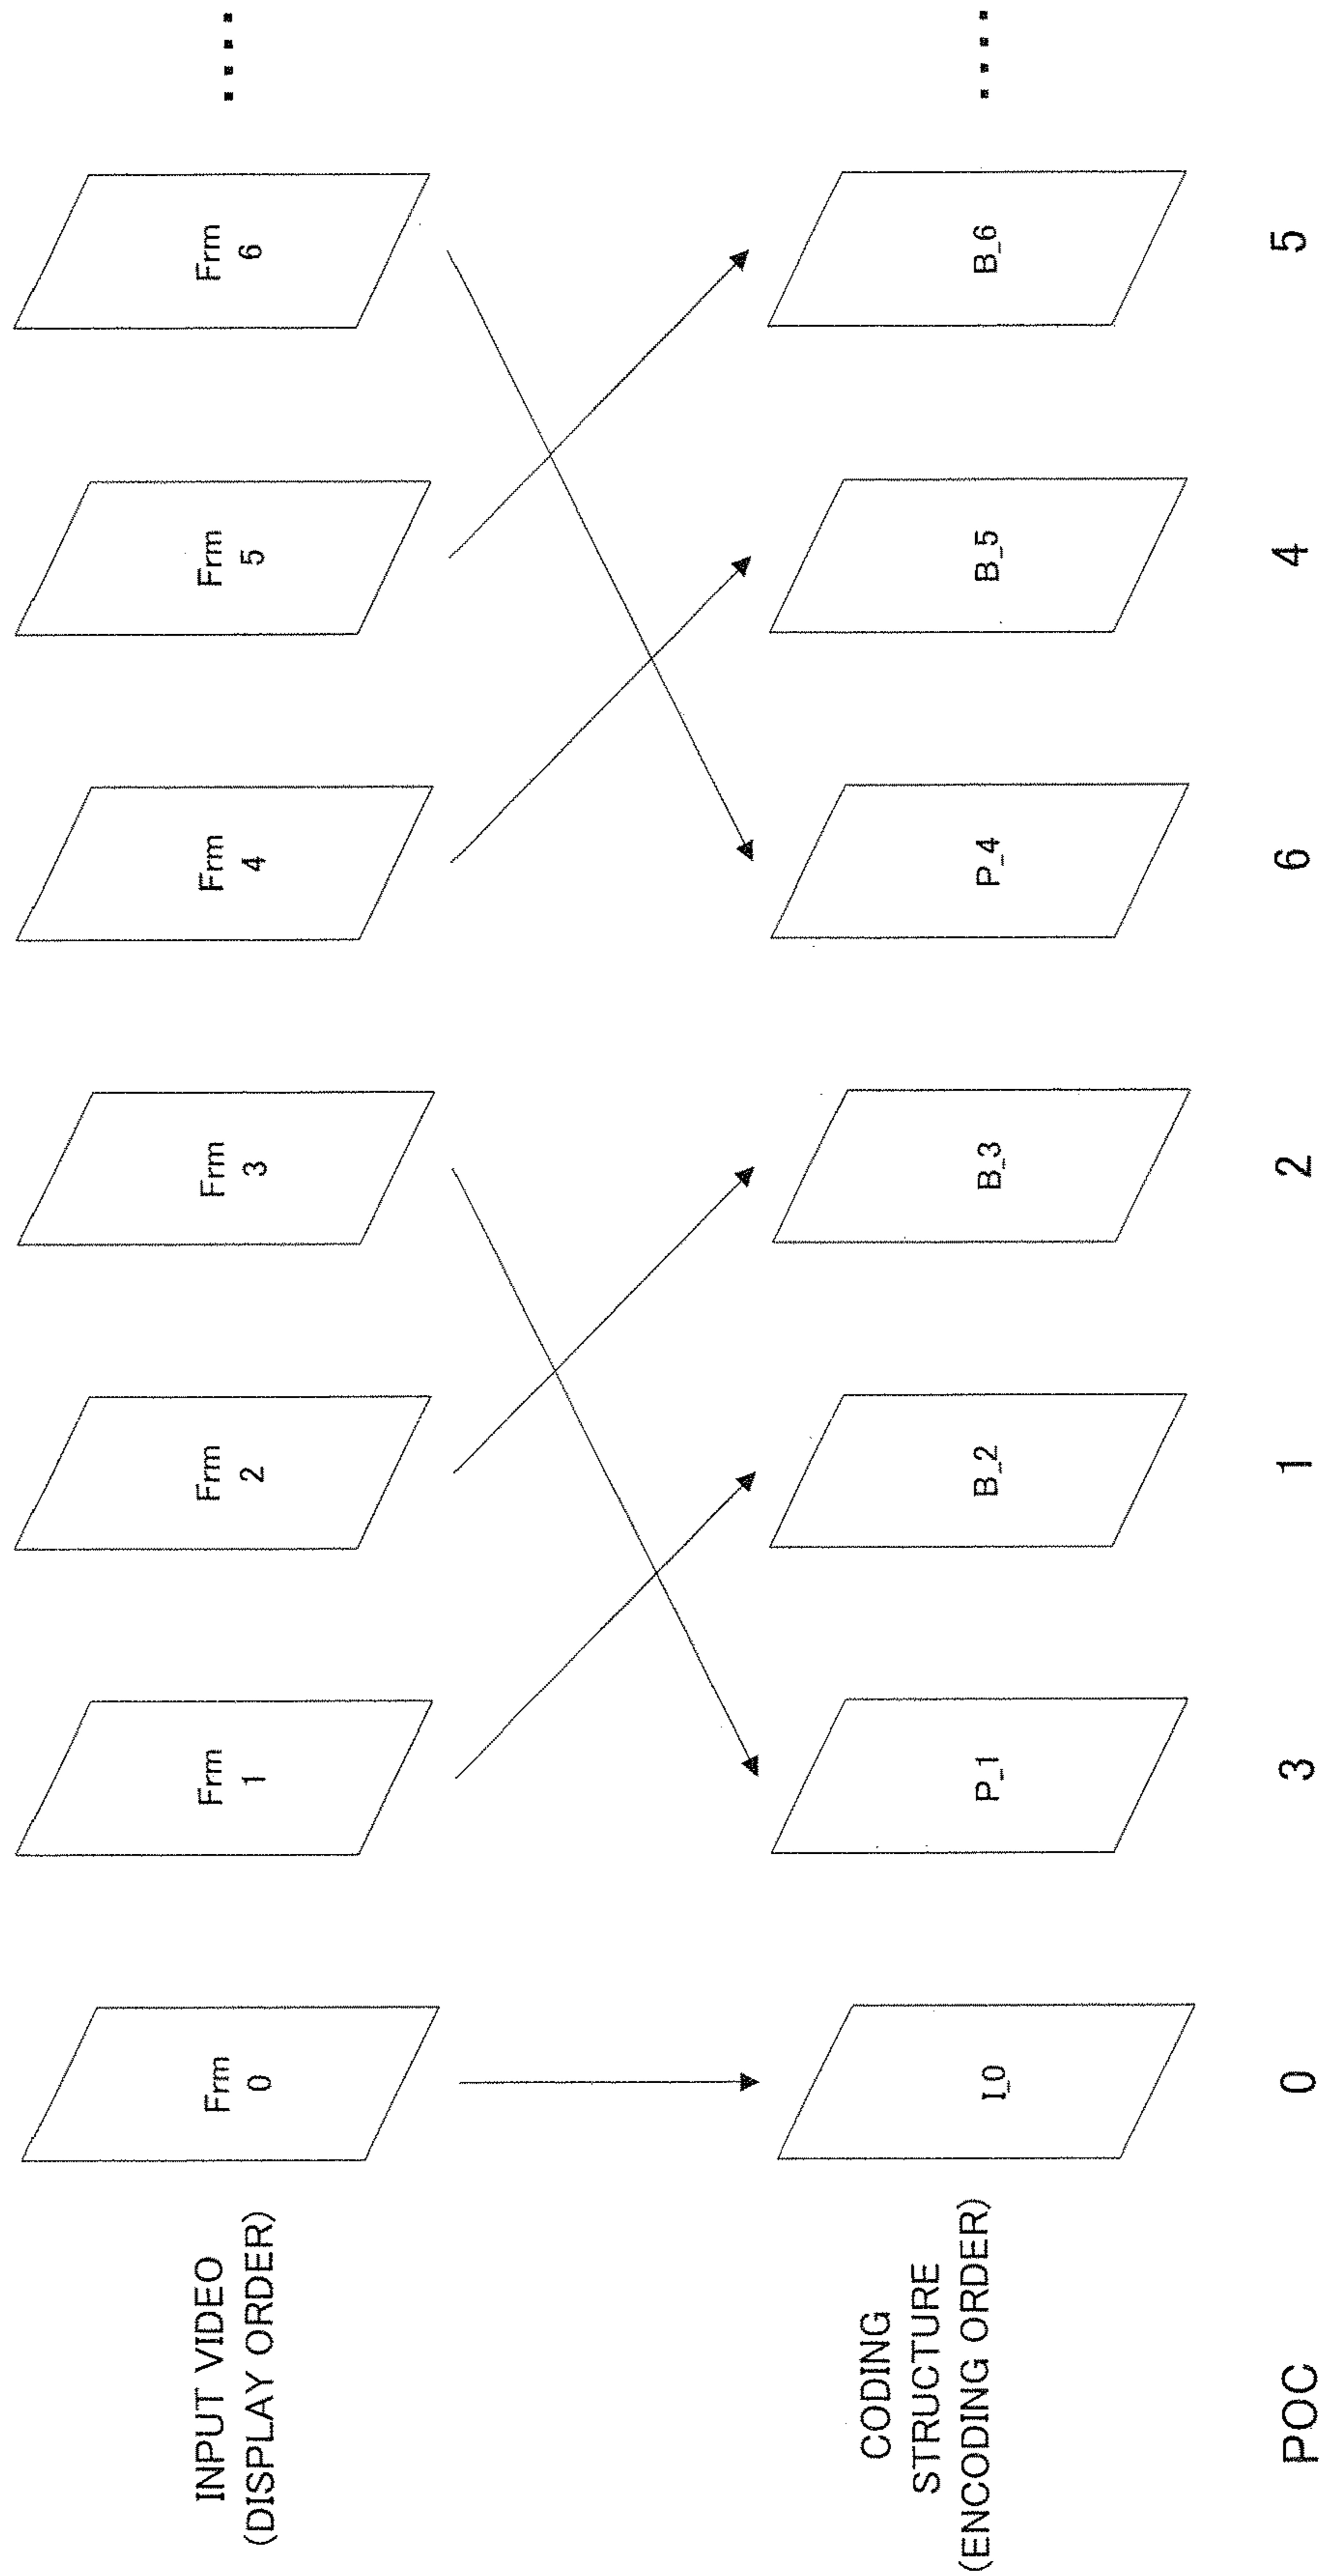 INPUT VIDEO
(DISPLAY ORDER)
Frm
0
Frm
1
Frm
2
Frm
3
Frm
4
Frm
5
Frm
6
CODING
STRUCTURE
(ENCODING ORDER)
I_0
P_1
B_2
B_3
P_4
B_5
B_6
POC 0 3 1 2 6 4 5